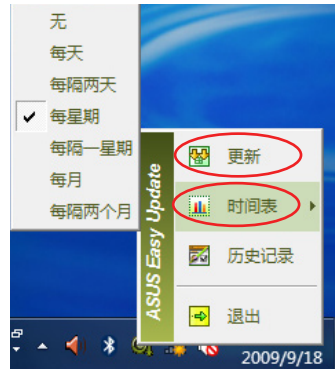 无
每天
每隔两天
每星期
每隔一星期
每月
每隔两个月
ASUS Easy Update
更新
时间表
历史记录
退出
2009/9/18